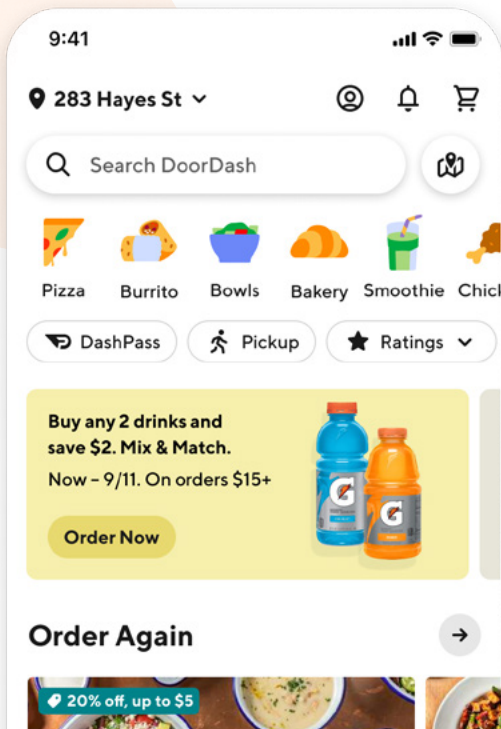 9:41
283 Hayes St
Search DoorDash
Pizza Burrito Bowls Bakery Smoothie Chick
DashPass Pickup Ratings
Buy any 2 drinks and
save $2. Mix & Match.
Now – 9/11. On orders $15+
G G
Order Now
Order Again
20% off, up to $5